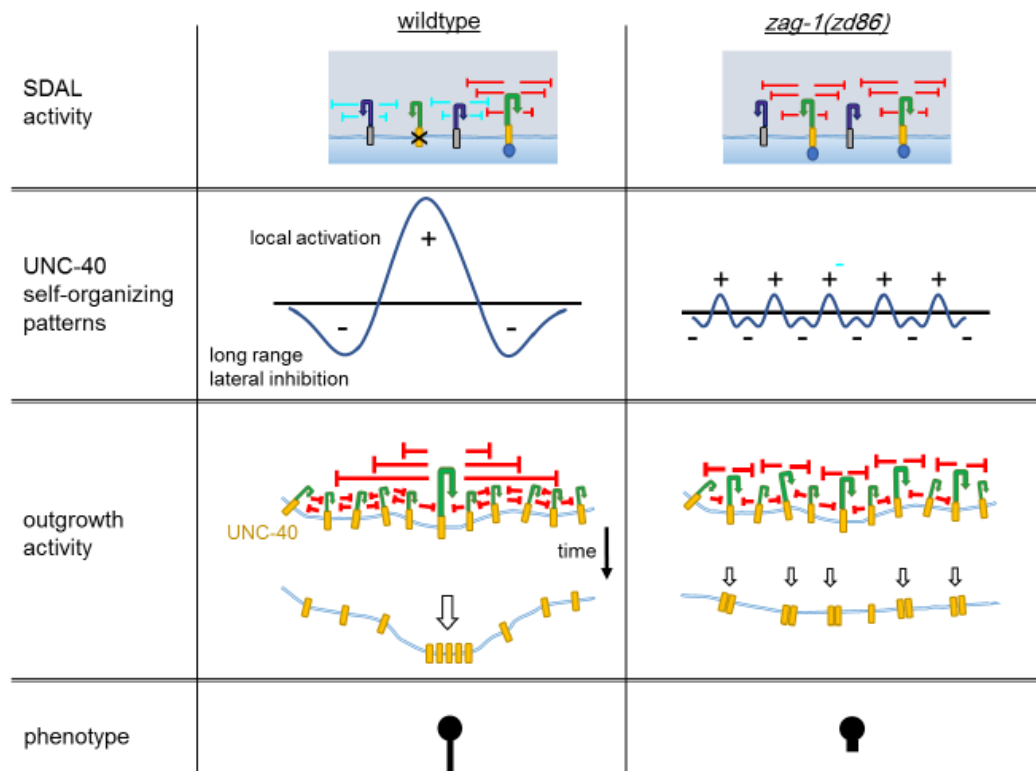 wildtype
zag-1(zd86)
SDAL
activity
UNC-40
self-organizing
patterns
local activation
+
-
-
long range
lateral inhibition
-
+ + + + +
- - - - - -
outgrowth
activity
UNC-40
time
phenotype